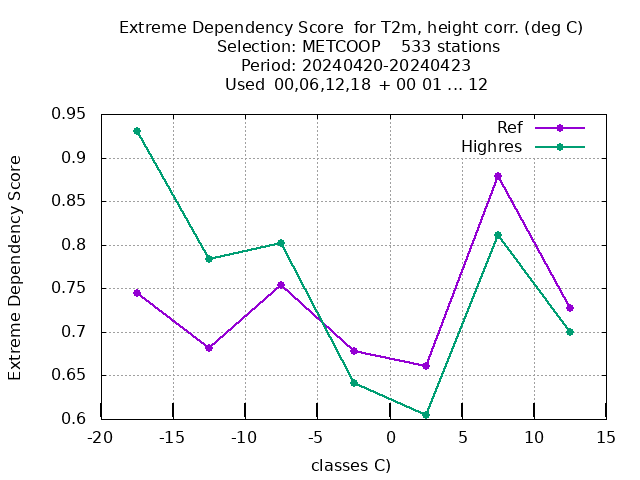 Extreme Dependency Score  for T2m, height corr. (deg C)
Selection: METCOOP    533 stations
Period: 20240420-20240423
Used  00,06,12,18 + 00 01 ... 12
Extreme Dependency Score
0.95
0.9
0.85
0.8
0.75
0.7
0.65
0.6
Ref
Highres
-20 -15 -10 -5 0 5 10 15
classes C)